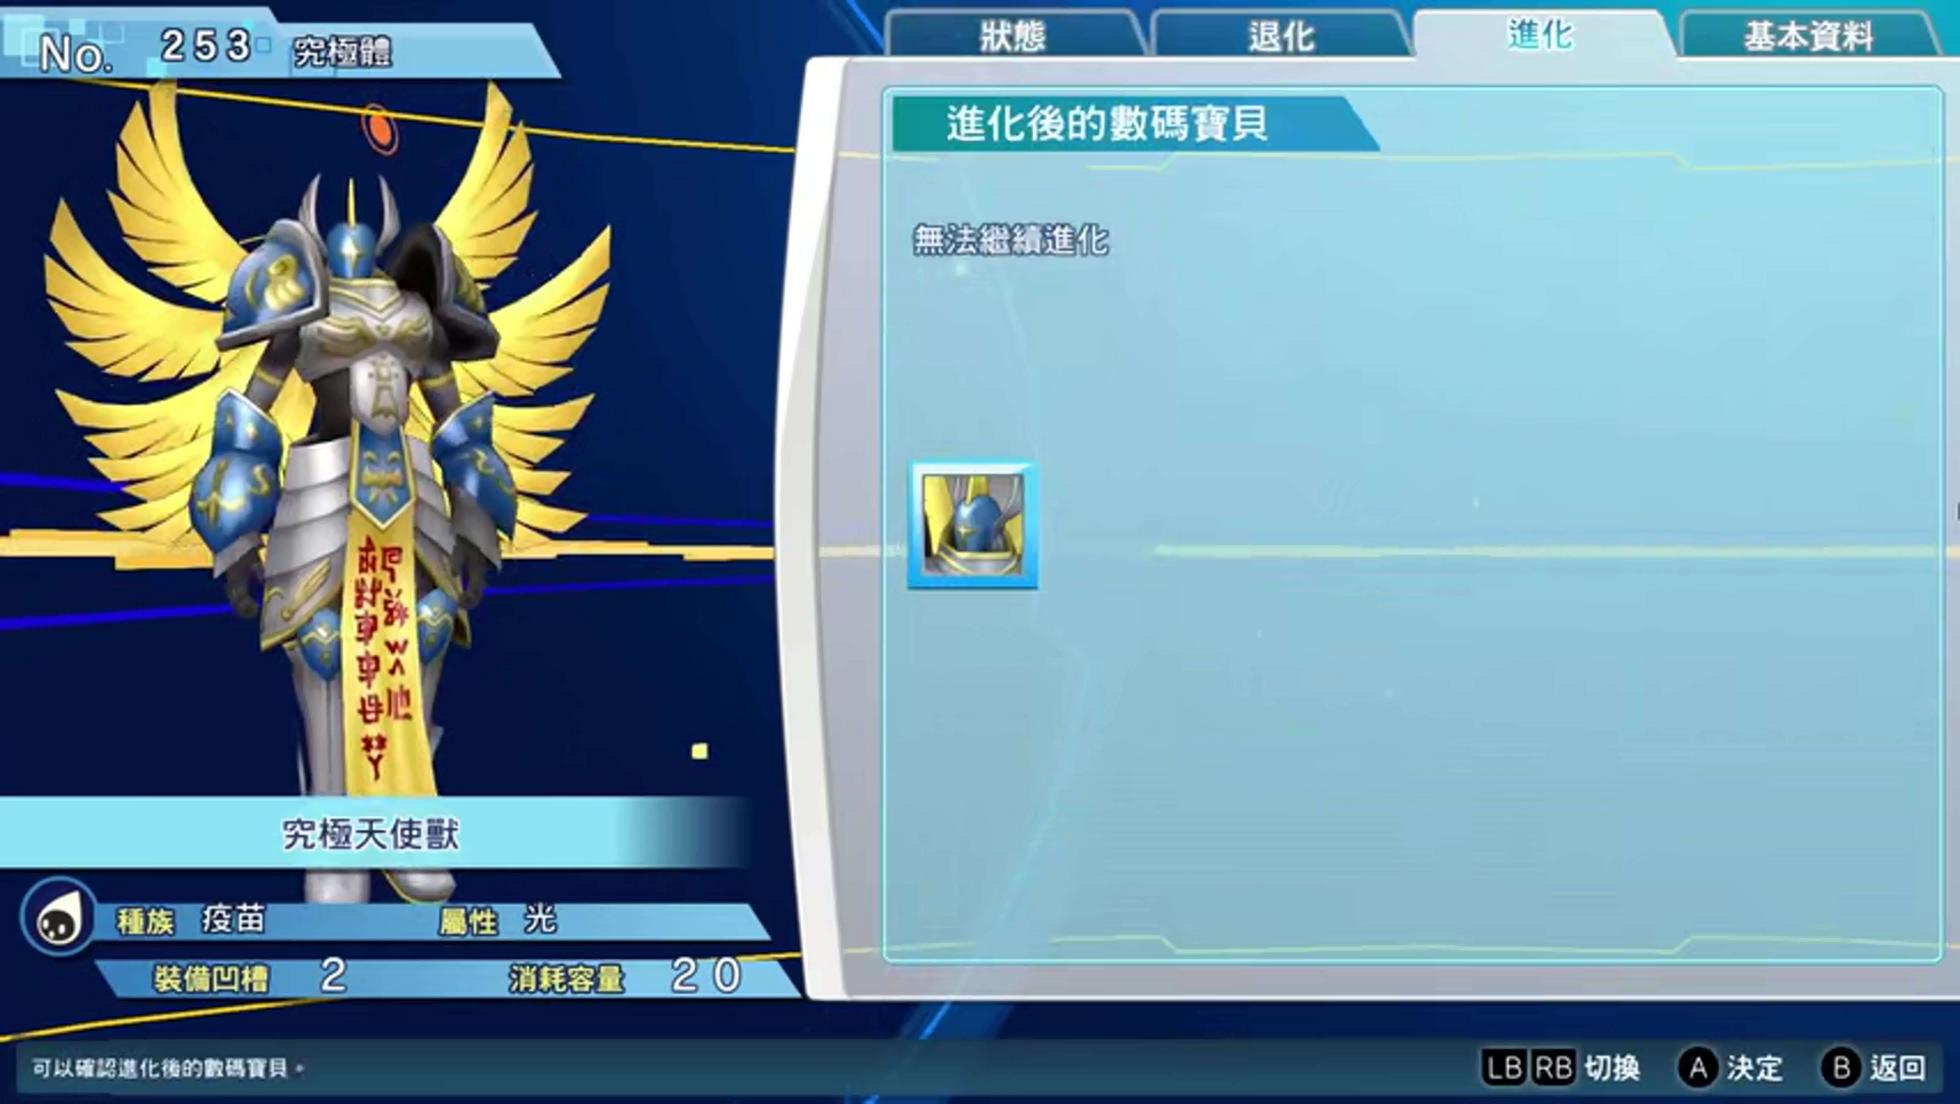 No. 253 究極體
狀態 退化 進化 基本資料
進化後的數碼寶貝
無法繼續進化
究極天使獸
種族 疫苗 屬性 光
裝備凹槽 2 消耗容量 20
可以確認進化後的數碼寶貝。
LB RB 切換 A 決定 B 返回